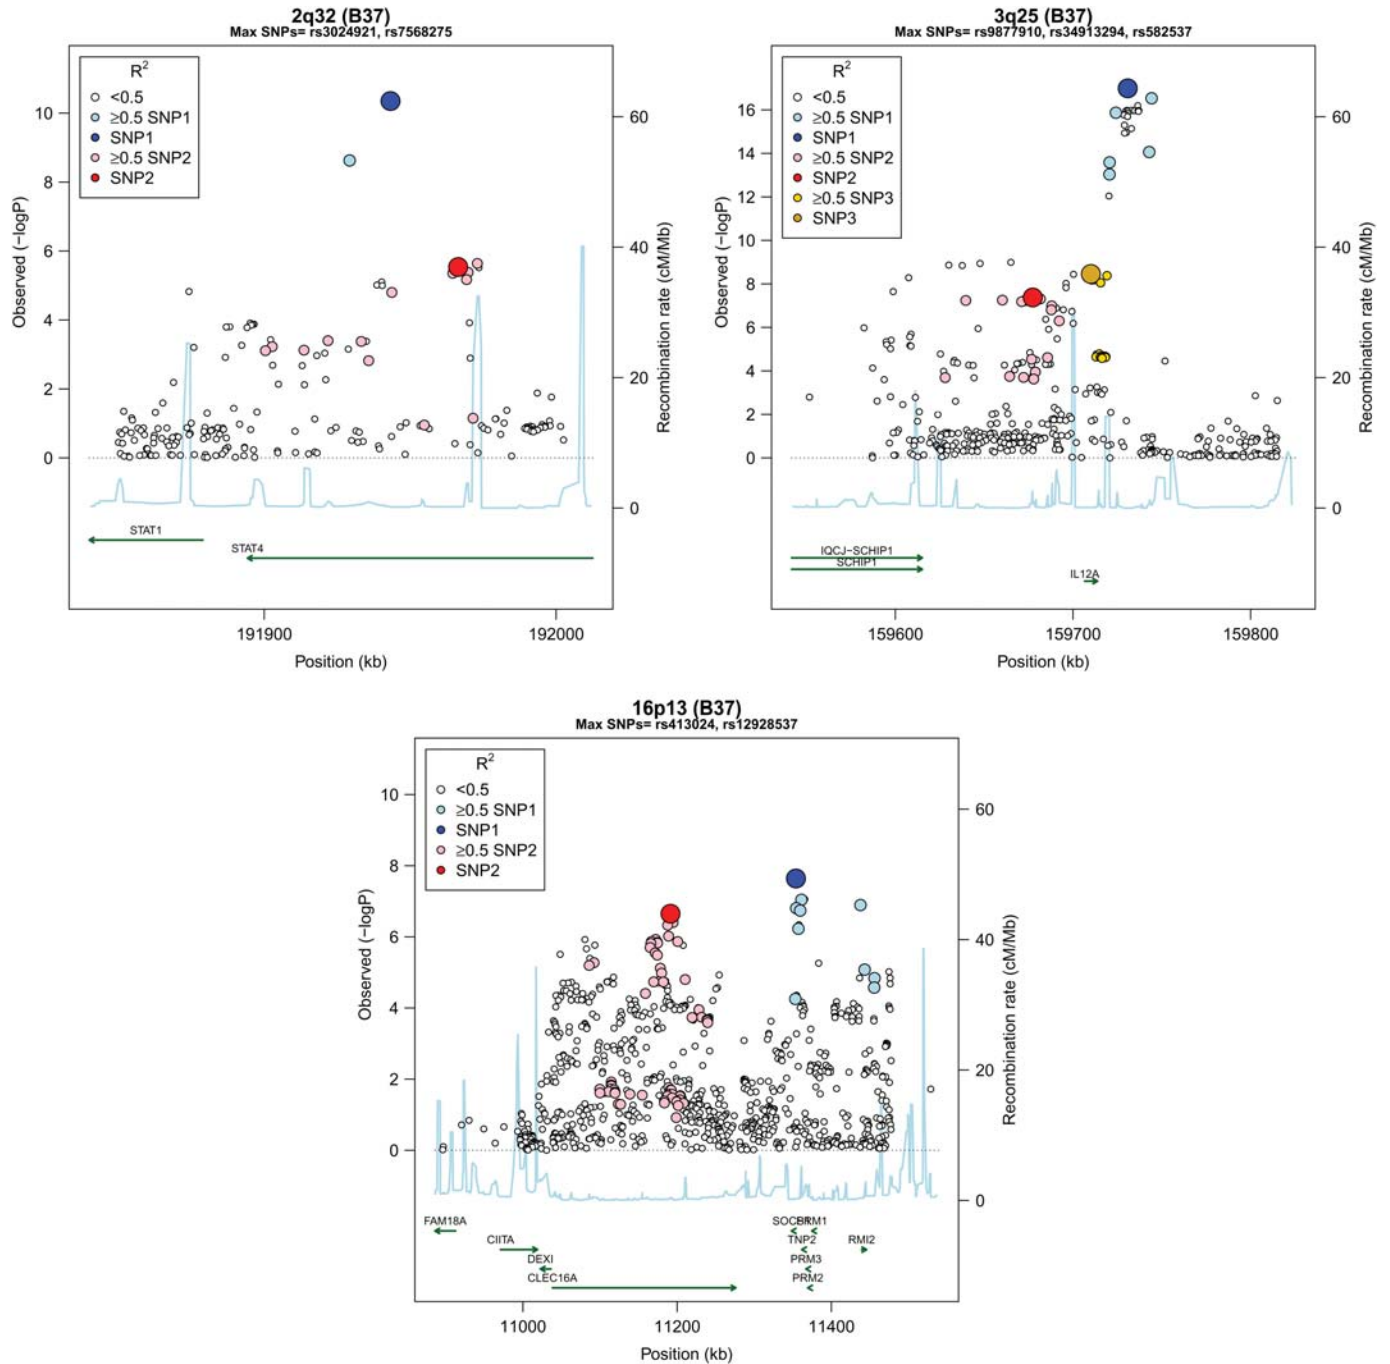 2q32 (B37)
Max SNPs= rs3024921, rs7568275
R2
<0.5
≥0.5 SNP1
SNP1
≥0.5 SNP2
SNP2
Observed (−logP)
10
8
6
4
2
0
Recombination rate (cM/Mb)
60
40
20
0
STAT1
STAT4
191900
192000
Position (kb)
3q25 (B37)
Max SNPs= rs9877910, rs34913294, rs582537
R2
<0.5
≥0.5 SNP1
SNP1
≥0.5 SNP2
SNP2
≥0.5 SNP3
SNP3
Observed (−logP)
16
14
12
10
8
6
4
2
0
Recombination rate (cM/Mb)
60
40
20
0
IQCJ−SCHIP1
SCHIP1
IL12A
159600
159700
159800
Position (kb)
16p13 (B37)
Max SNPs= rs413024, rs12928537
R2
<0.5
≥0.5 SNP1
SNP1
≥0.5 SNP2
SNP2
Observed (−logP)
10
8
6
4
2
0
Recombination rate (cM/Mb)
60
40
20
0
FAM18A
CIITA
DEXI
CLEC16A
TNP2
PRM3
PRM2
RMI2
11000
11200
11400
Position (kb)